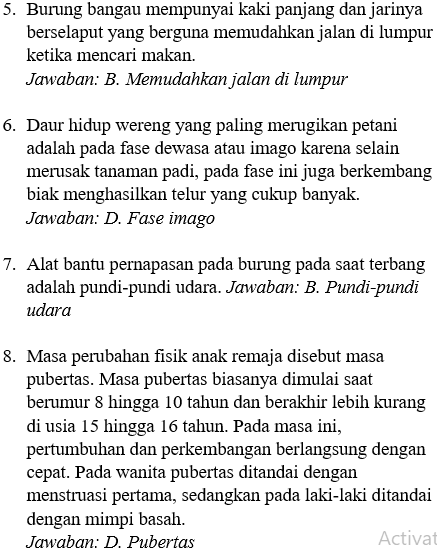 5. Burung bangau mempunyai kaki panjang dan jarinya
berselaput yang berguna memudahkan jalan di lumpur
ketika mencari makan.
Jawaban: B. Memudahkan jalan di lumpur
6. Daur hidup wereng yang paling merugikan petani
adalah pada fase dewasa atau imago karena selain
merusak tanaman padi, pada fase ini juga berkembang
biak menghasilkan telur yang cukup banyak.
Jawaban: D. Fase imago
7. Alat bantu pernapasan pada burung pada saat terbang
adalah pundi-pundi udara. Jawaban: B. Pundi-pundi
udara
8. Masa perubahan fisik anak remaja disebut masa
pubertas. Masa pubertas biasanya dimulai saat
berumur 8 hingga 10 tahun dan berakhir lebih kurang
di usia 15 hingga 16 tahun. Pada masa ini,
pertumbuhan dan perkembangan berlangsung dengan
cepat. Pada wanita pubertas ditandai dengan
menstruasi pertama, sedangkan pada laki-laki ditandai
dengan mimpi basah.
Jawaban: D. Pubertas
Activat